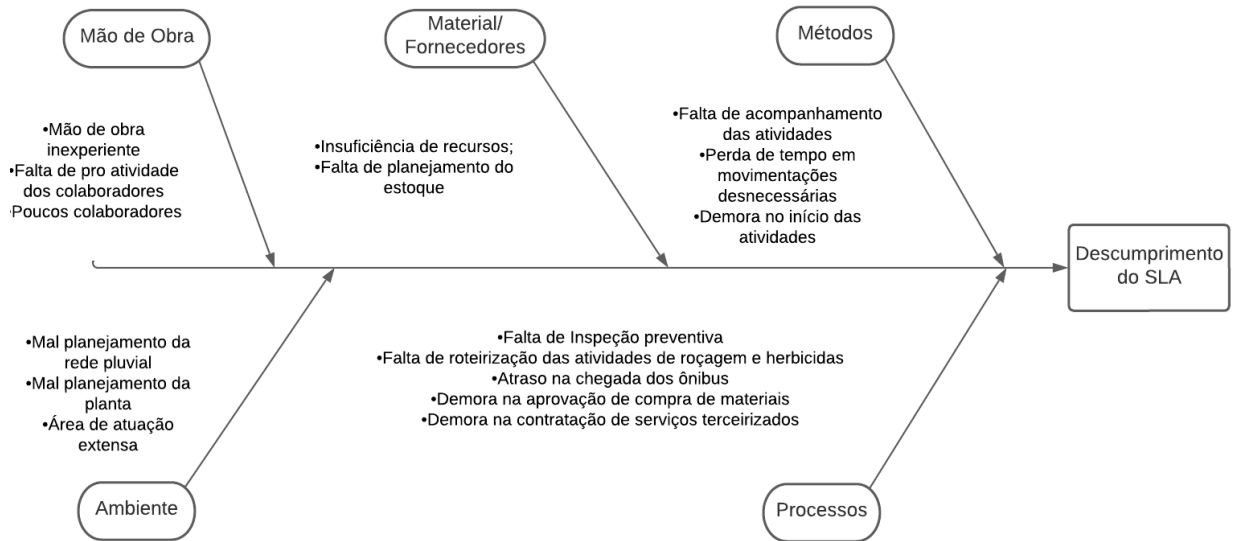 Mão de Obra
Material/
Fornecedores
Métodos
•Mão de obra
inexperiente
•Falta de pro atividade
dos colaboradores
•Poucos colaboradores
•Insuficiência de recursos;
•Falta de planejamento do
estoque
•Falta de acompanhamento
das atividades
•Perda de tempo em
movimentações
desnecessárias
•Demora no início das
atividades
Descumprimento
do SLA
•Mal planejamento da
rede pluvial
•Mal planejamento da
planta
•Área de atuação
extensa
•Falta de Inspeção preventiva
•Falta de roteirização das atividades de roçagem e herbicidas
•Atraso na chegada dos ônibus
•Demora na aprovação de compra de materiais
•Demora na contratação de serviços terceirizados
Ambiente
Processos